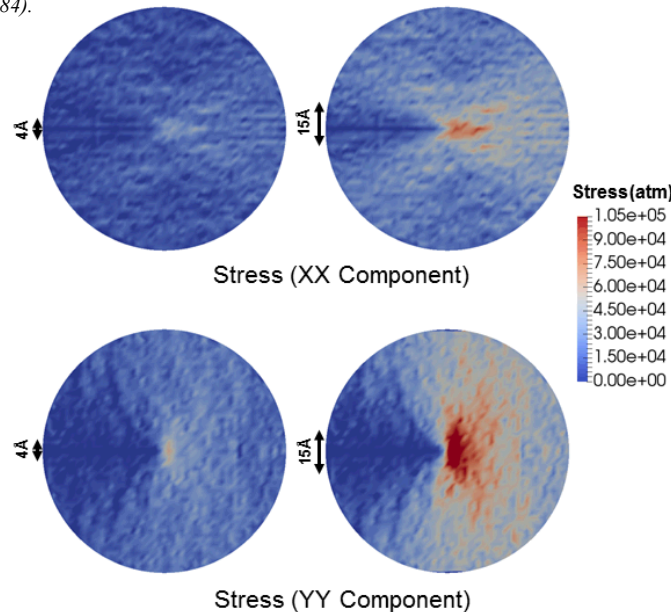 84).
4Å
15Å
Stress(atm)
1.05e+05
9.00e+04
7.50e+04
6.00e+04
4.50e+04
3.00e+04
1.50e+04
0.00e+00
Stress (XX Component)
4Å
15Å
Stress (YY Component)